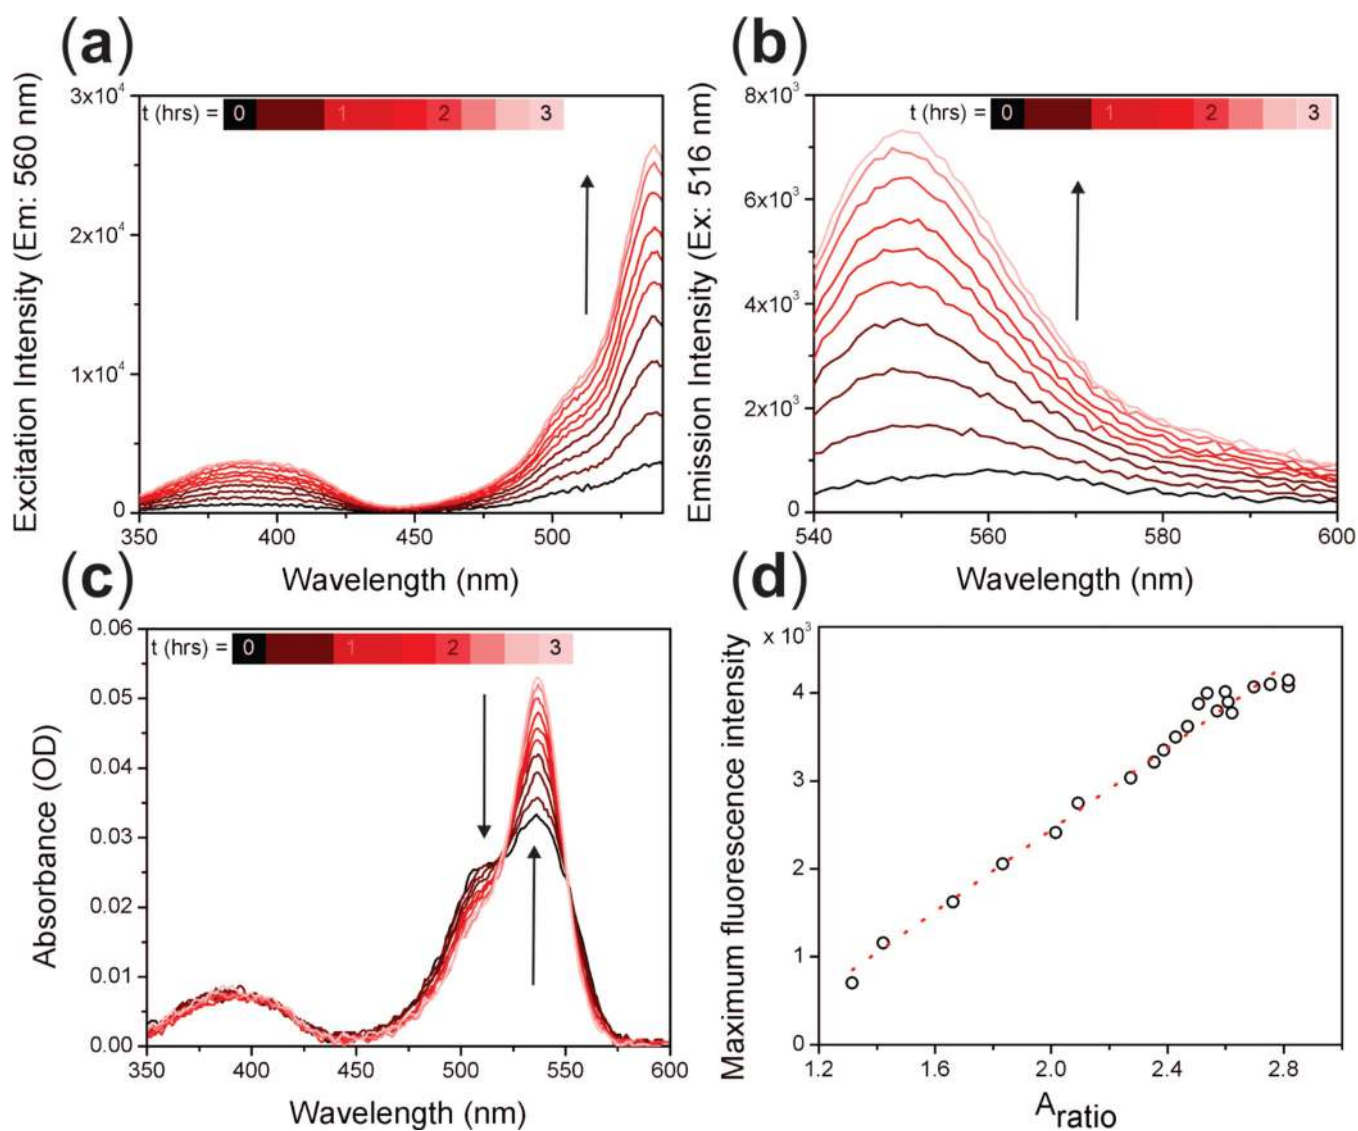 (a)
Excitation Intensity (Em: 560 nm)
3x10⁴
2x10⁴
1x10⁴
0
t (hrs) = 0 1 2 3
350 400 450 500
Wavelength (nm)
(b)
Emission Intensity (Ex: 516 nm)
8x10³
6x10³
4x10³
2x10³
0
t (hrs) = 0 1 2 3
540 560 580 600
Wavelength (nm)
(c)
Absorbance (OD)
0.06
0.05
0.04
0.03
0.02
0.01
0.00
t (hrs) = 0 1 2 3
350 400 450 500 550 600
Wavelength (nm)
(d)
Maximum fluorescence intensity
x 10³
4
3
2
1
0
1.2 1.6 2.0 2.4 2.8
Aratio